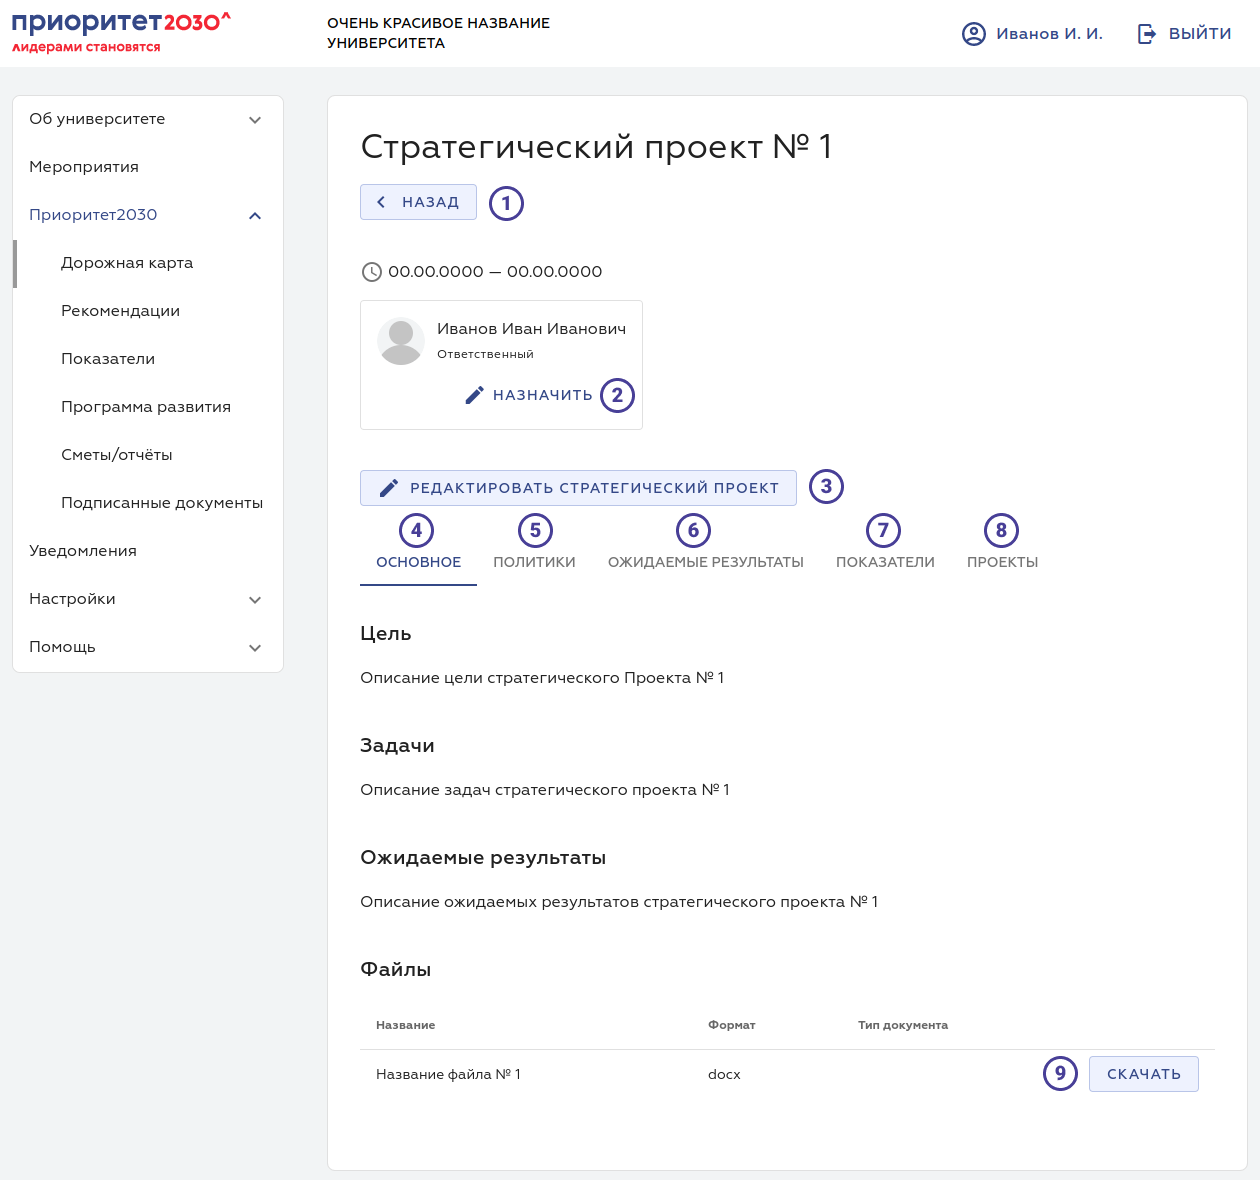 приоритет2030^
лидерами становятся
ОЧЕНЬ КРАСИВОЕ НАЗВАНИЕ
УНИВЕРСИТЕТА
Иванов И. И.
ВЫЙТИ
Об университете
Мероприятия
Приоритет2030
Дорожная карта
Рекомендации
Показатели
Программа развития
Сметы/отчёты
Подписанные документы
Уведомления
Настройки
Помощь
Стратегический проект № 1
НАЗАД 1
00.00.0000 — 00.00.0000
Иванов Иван Иванович
Ответственный
НАЗНАЧИТЬ 2
РЕДАКТИРОВАТЬ СТРАТЕГИЧЕСКИЙ ПРОЕКТ 3
4 5 6 7 8
ОСНОВНОЕ ПОЛИТИКИ ОЖИДАЕМЫЕ РЕЗУЛЬТАТЫ ПОКАЗАТЕЛИ ПРОЕКТЫ
Цель
Описание цели стратегического Проекта № 1
Задачи
Описание задач стратегического проекта № 1
Ожидаемые результаты
Описание ожидаемых результатов стратегического проекта № 1
Файлы
Название Формат Тип документа
Название файла № 1 docx 9 СКАЧАТЬ